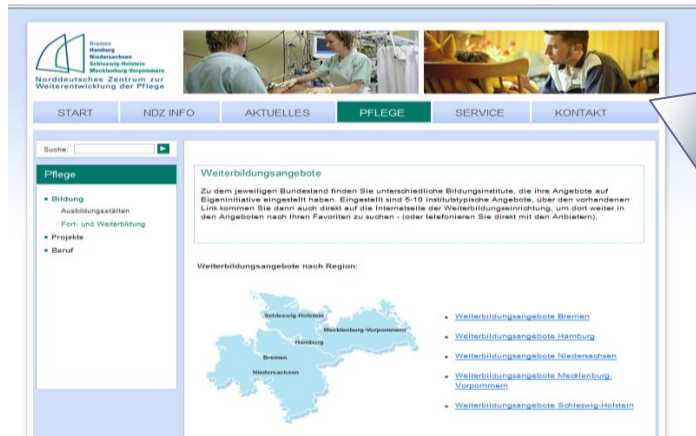 Bremen
Hamburg
Niedersachsen
Schleswig-Holstein
Mecklenburg-Vorpommern
Norddeutsches Zentrum zur
Weiterentwicklung der Pflege
START NDZ INFO AKTUELLES PFLEGE SERVICE KONTAKT
Suche:
Pflege
Bildung
Ausbildungsstätten
Fort- und Weiterbildung
Projekte
Beruf
Weiterbildungsangebote
Zu dem jeweiligen Bundesland finden Sie unterschiedliche Bildungsinstitute, die ihre Angebote auf
Eigeninitiative eingestellt haben. Eingestellt sind 5-10 institutstypische Angebote, über den vorhandenen
Link kommen Sie dann auch direkt auf die Internetseite der Weiterbildungseinrichtung, um dort weiter in
den Angeboten nach Ihren Favoriten zu suchen - (oder telefonieren Sie direkt mit den Anbietern).
Weiterbildungsangebote nach Region:
Schleswig-Holstein
Mecklenburg-Vorpommern
Hamburg
Bremen
Niedersachsen
Weiterbildungsangebote Bremen
Weiterbildungsangebote Hamburg
Weiterbildungsangebote Niedersachsen
Weiterbildungsangebote Mecklenburg-
Vorpommern
Weiterbildungsangebote Schleswig-Holstein